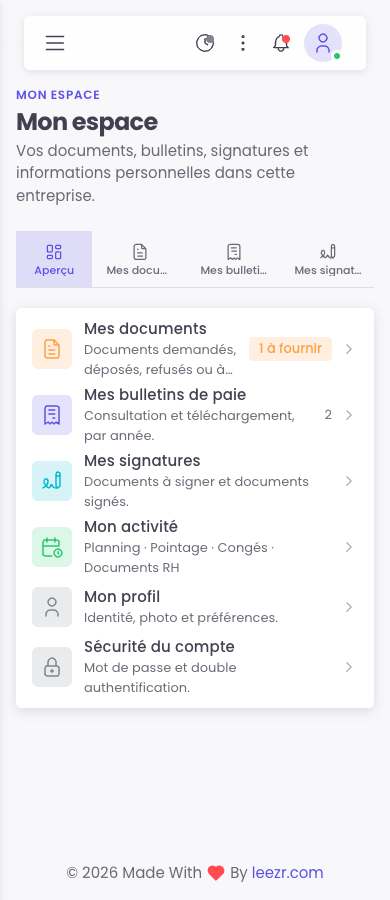 MON ESPACE
Mon espace
Vos documents, bulletins, signatures et
informations personnelles dans cette
entreprise.
Aperçu
Mes docu...
Mes bulleti...
Mes signat...
Mes documents
Documents demandés,
déposés, refusés ou à...
1 à fournir
Mes bulletins de paie
Consultation et téléchargement,
par année.
2
Mes signatures
Documents à signer et documents
signés.
Mon activité
Planning · Pointage · Congés ·
Documents RH
Mon profil
Identité, photo et préférences.
Sécurité du compte
Mot de passe et double
authentification.
© 2026 Made With ❤ By leezr.com